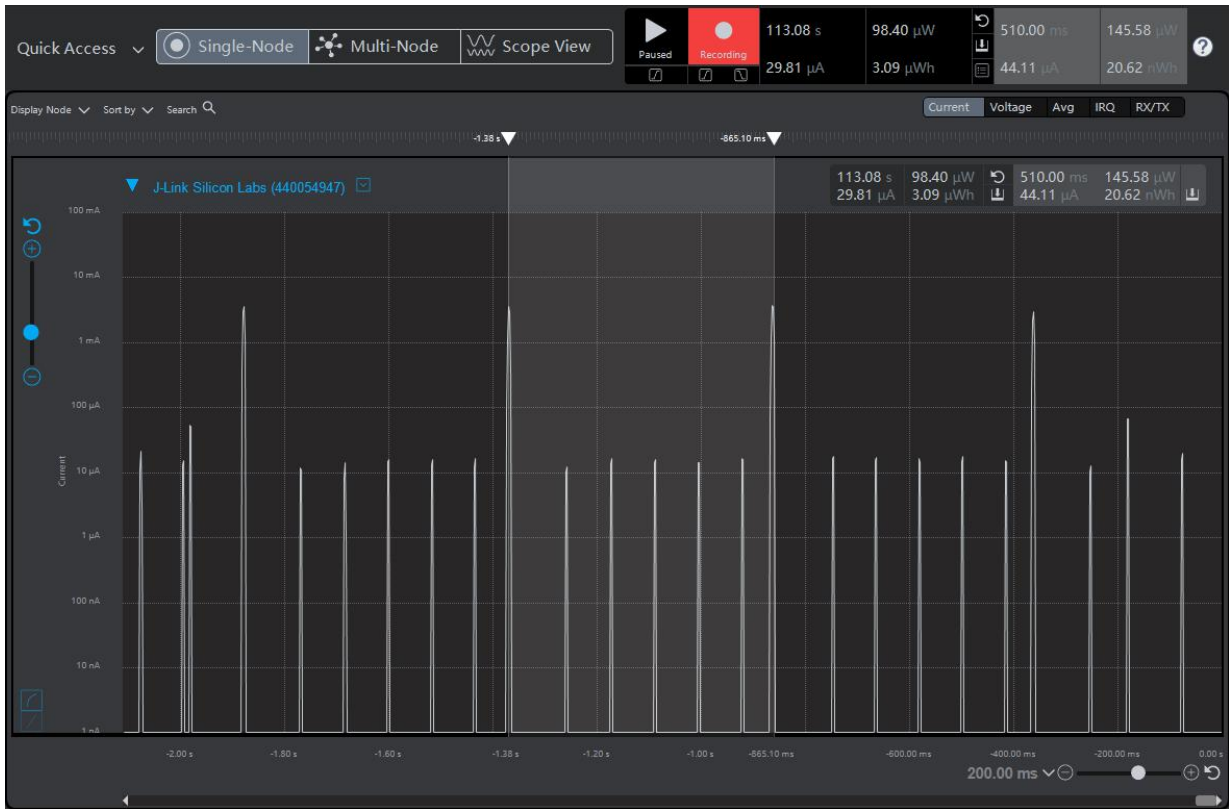 Quick Access
Single-Node
Multi-Node
Scope View
Paused
Recording
113.08 s 98.40 µW
29.81 µA 3.09 µWh
510.00 ms 145.58 µW
44.11 µA 20.62 nWh
?
Display Node Sort by Search
Current Voltage Avg IRQ RX/TX
-1.38 s -865.10 ms
J-Link Silicon Labs (440054947)
113.08 s 98.40 µW 510.00 ms 145.58 µW
29.81 µA 3.09 µWh 44.11 µA 20.62 nWh
100 mA
10 mA
1 mA
100 µA
Current
10 µA
1 µA
100 nA
10 nA
1 nA
-2.00 s -1.80 s -1.60 s -1.38 s -1.20 s -1.00 s -865.10 ms -600.00 ms -400.00 ms -200.00 ms 0.00 s
200.00 ms